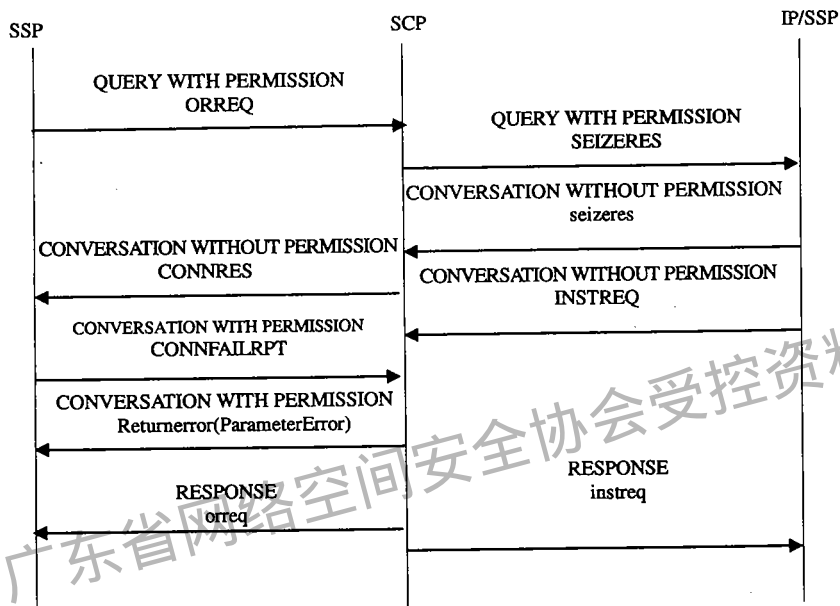 SSP
SCP
IP/SSP
QUERY WITH PERMISSION
ORREQ
QUERY WITH PERMISSION
SEIZERES
CONVERSATION WITHOUT PERMISSION
seizeres
CONVERSATION WITHOUT PERMISSION
CONNRES
CONVERSATION WITHOUT PERMISSION
INSTREQ
CONVERSATION WITH PERMISSION
CONNFAILRPT
CONVERSATION WITH PERMISSION
Returnerror(ParameterError)
RESPONSE
orreq
RESPONSE
instreq
广东省网络空间安全协会受控资料